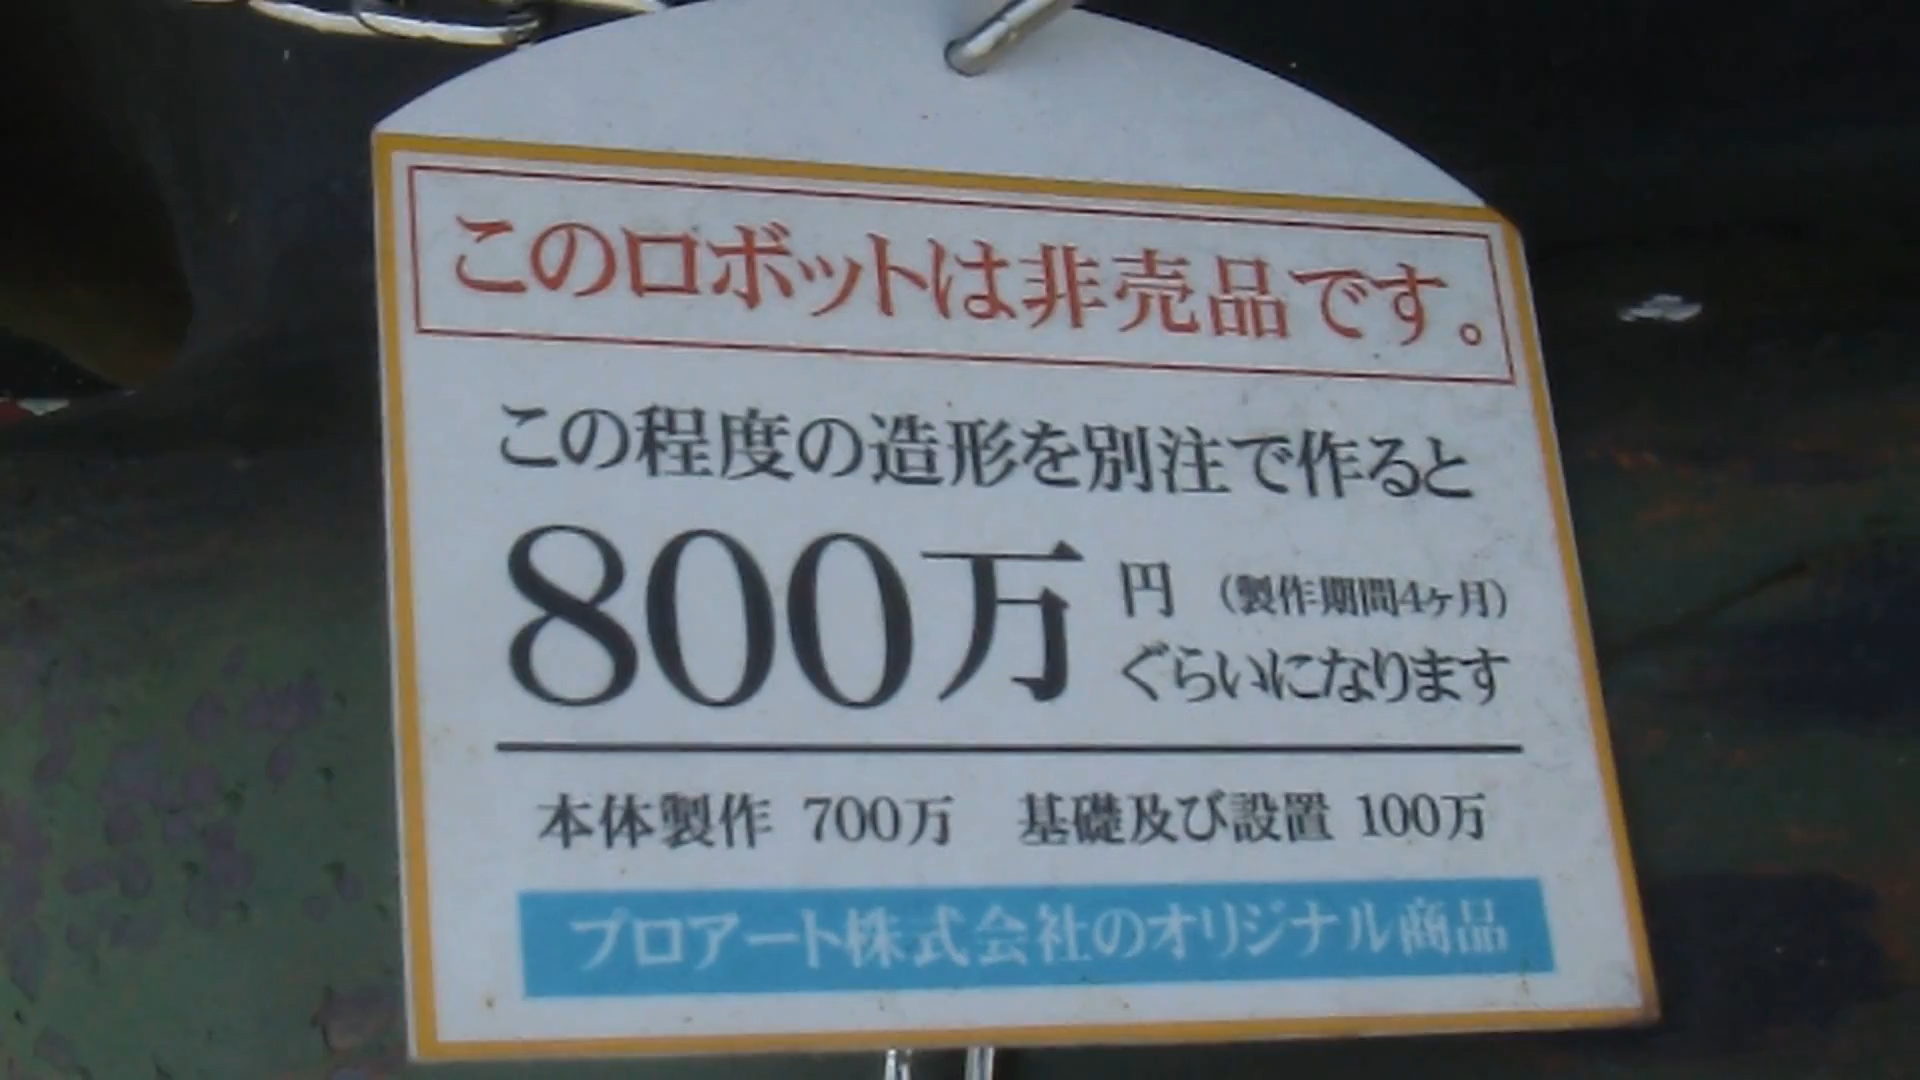 このロボットは非売品です。
この程度の造形を別注で作ると
800万円（製作期間4ヶ月）
ぐらいになります
本体製作 700万 基礎及び設置 100万
プロアート株式会社のオリジナル商品